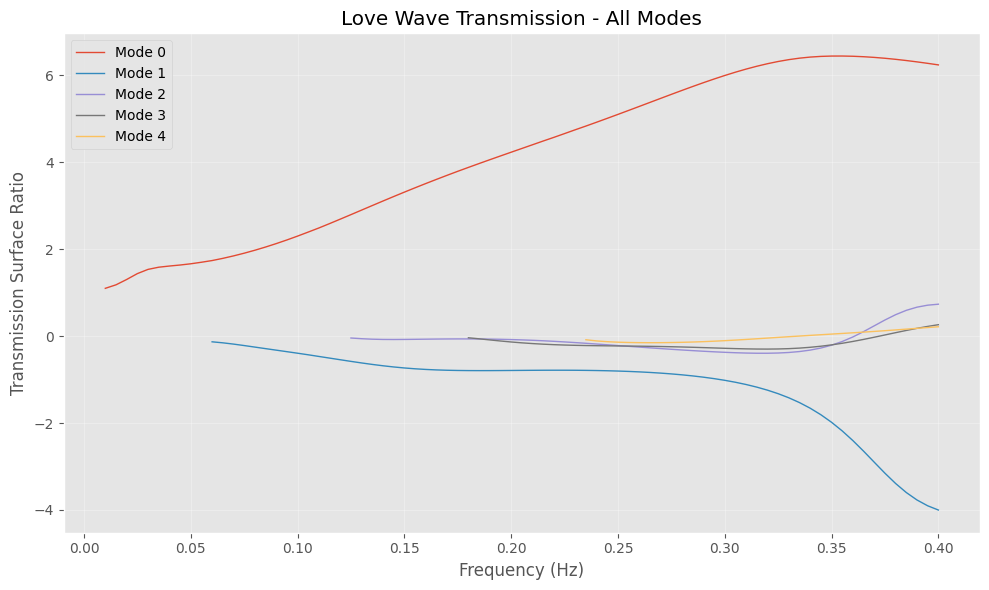 Love Wave Transmission - All Modes
Mode 0
Mode 1
Mode 2
Mode 3
Mode 4
Transmission Surface Ratio
6
4
2
0
−2
−4
0.00 0.05 0.10 0.15 0.20 0.25 0.30 0.35 0.40
Frequency (Hz)